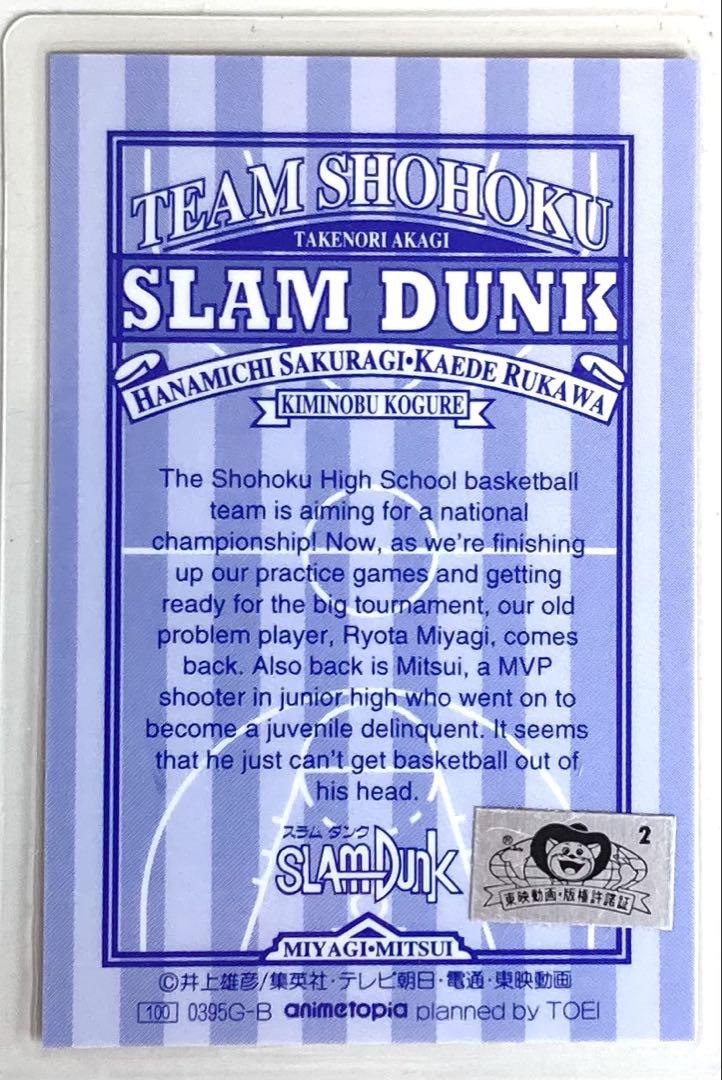 TEAM SHOHOKU
TAKENORI AKAGI
SLAM DUNK
HANAMICHI SAKURAGI•KAEDE RUKAWA
KIMINOBU KOGURE
The Shohoku High School basketball
team is aiming for a national
championship! Now, as we're finishing
up our practice games and getting
ready for the big tournament, our old
problem player, Ryota Miyagi, comes
back. Also back is Mitsui, a MVP
shooter in junior high who went on to
become a juvenile delinquent. It seems
that he just can't get basketball out of
his head.
スラム ダンク
SLAM DUNK
2
®
東映動画・版権許諾証
MIYAGI•MITSUI
©井上雄彦/集英社・テレビ朝日・電通・東映動画
100 0395G-B animetopia planned by TOEI